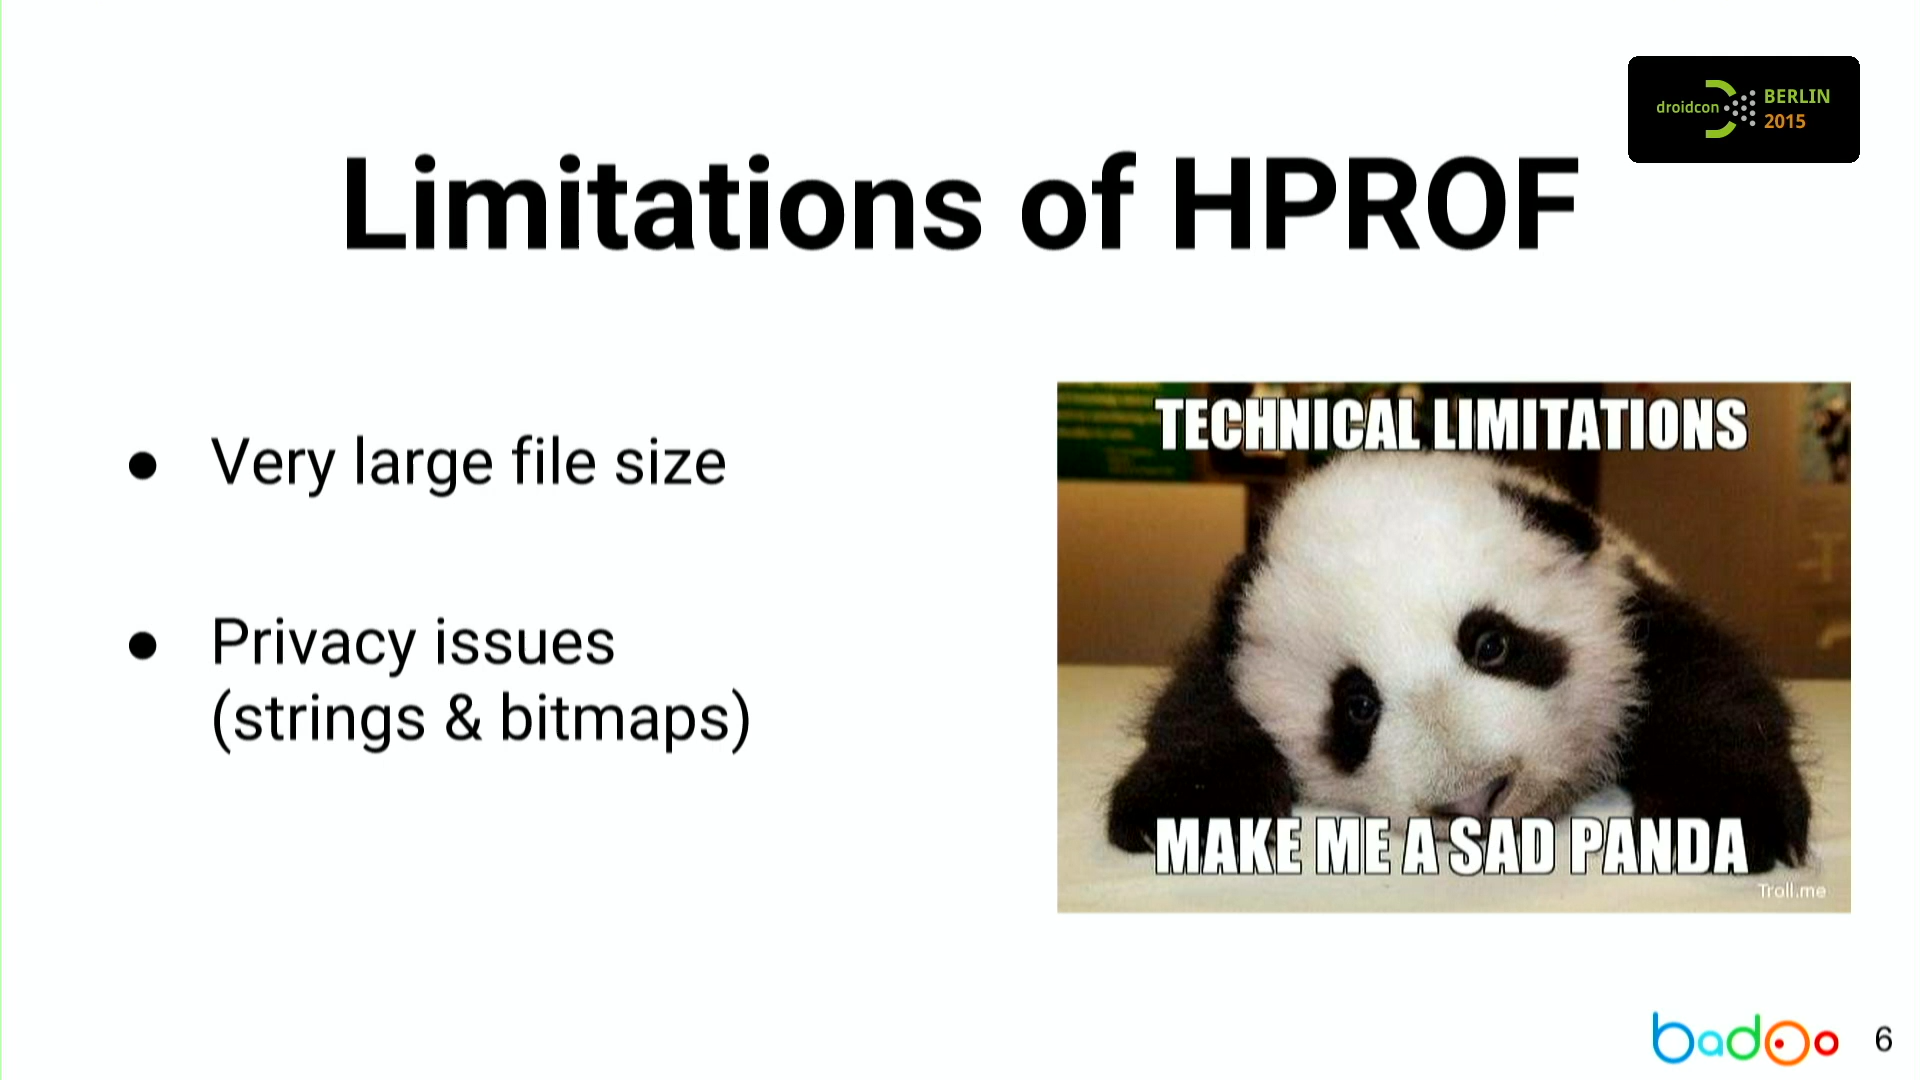 droidcon
BERLIN
2015
Limitations of HPROF
● Very large file size
● Privacy issues
(strings & bitmaps)
TECHNICAL LIMITATIONS
MAKE ME A SAD PANDA
Troll.me
badoo
6